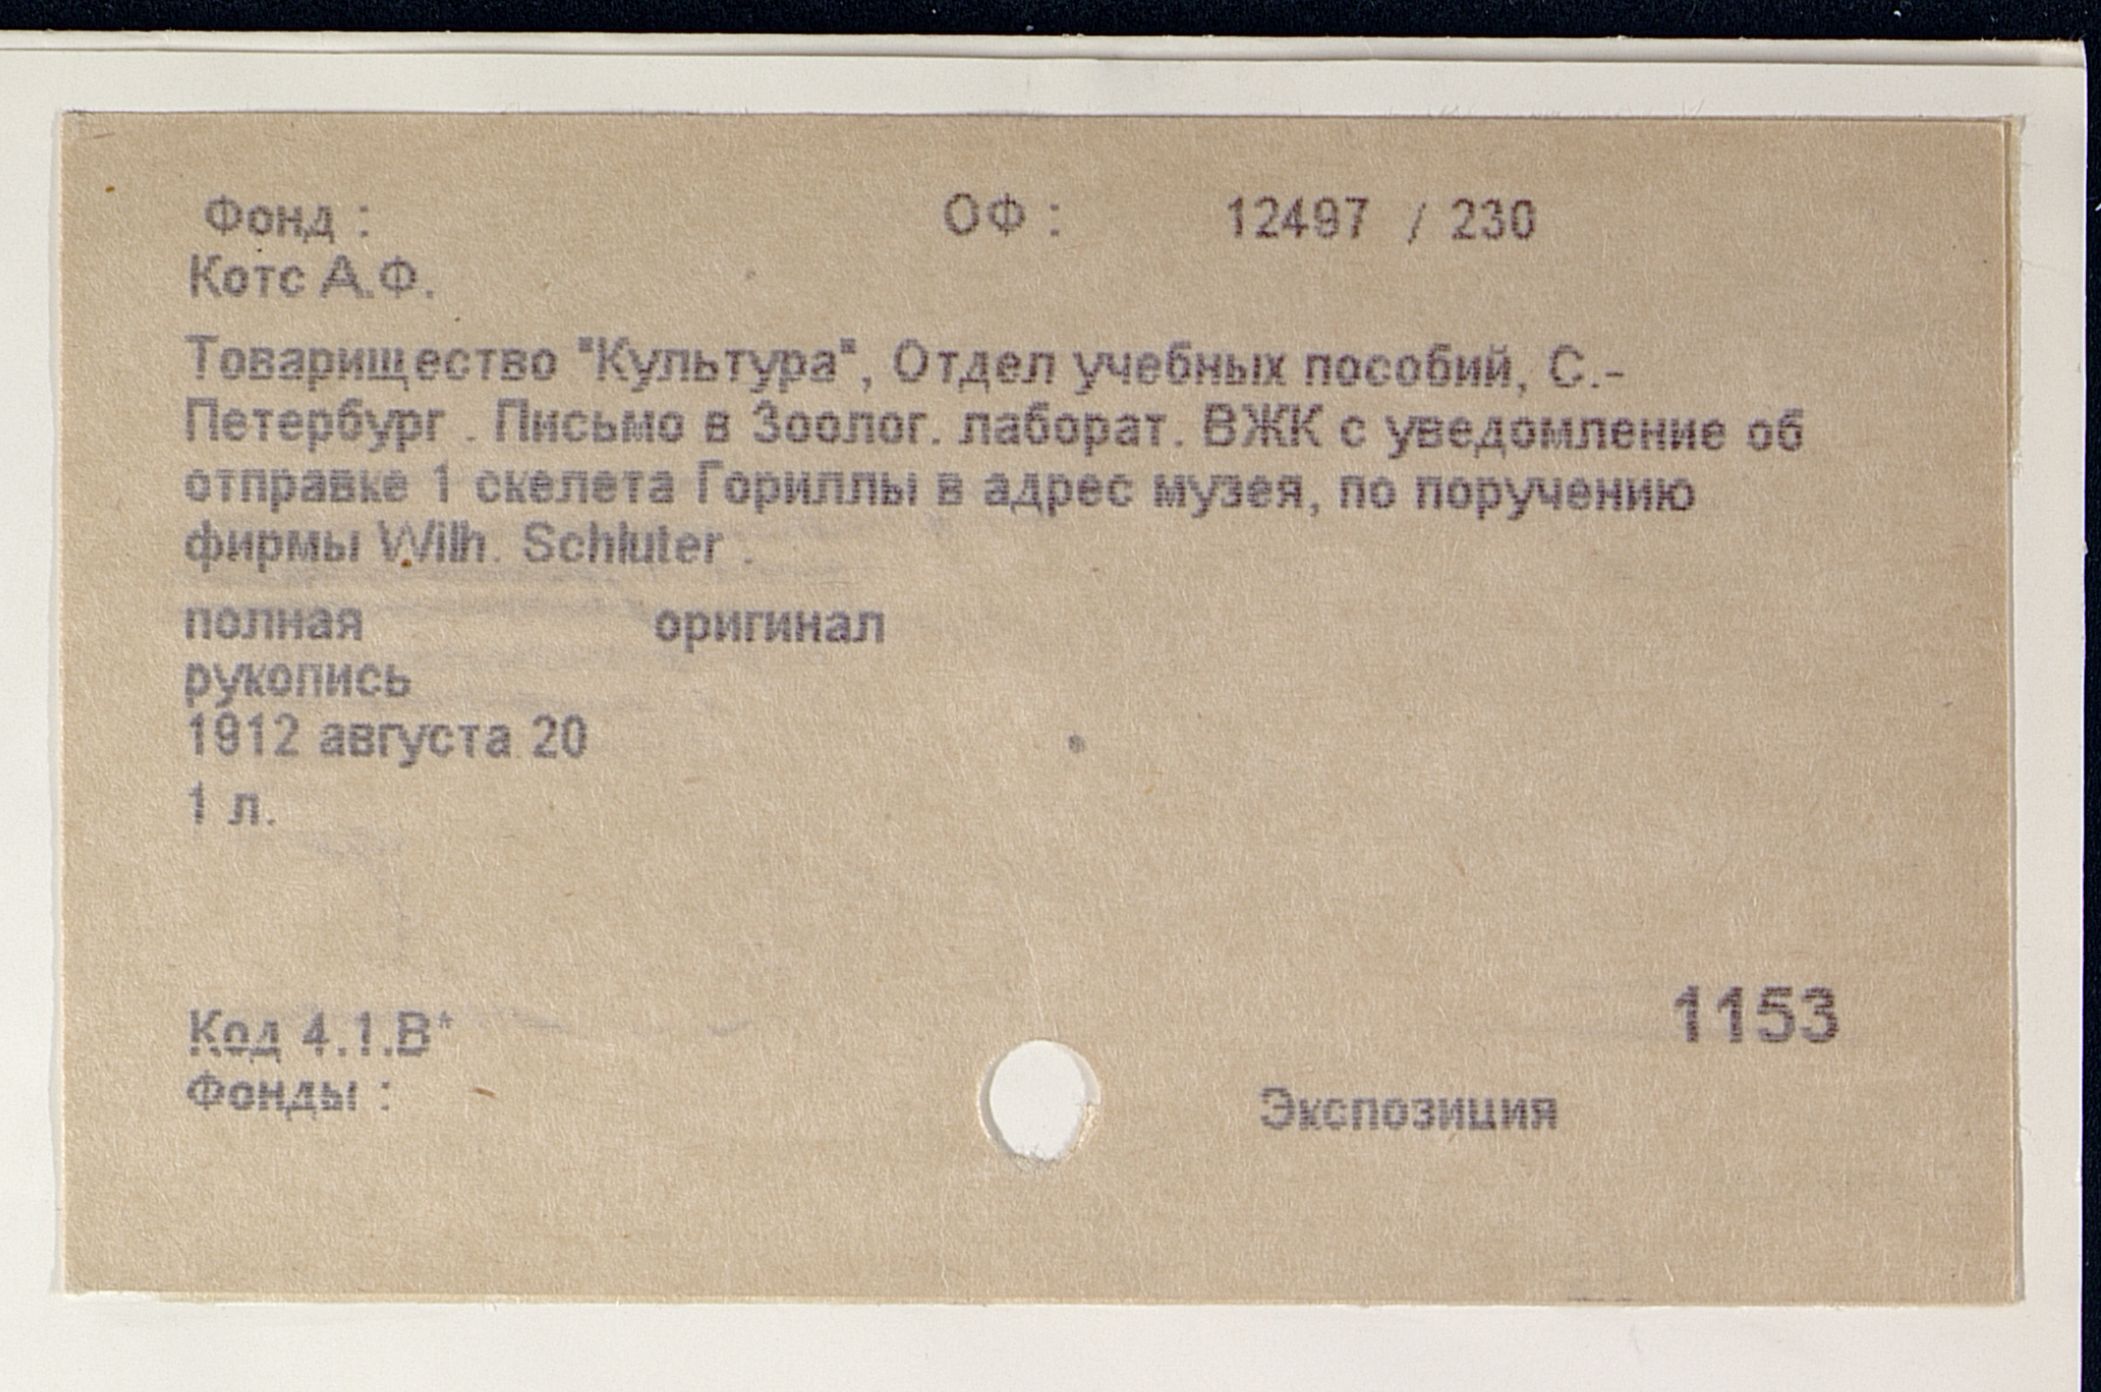 Фонд : ОФ : 12497 / 230
Котс А.Ф.
Товарищество "Культура", Отдел учебных пособий, С.-
Петербург . Письмо в Зоолог. лаборат. ВЖК с уведомление об
отправке 1 скелета Гориллы в адрес музея, по поручению
фирмы Wilh. Schluter .
полная оригинал
рукопись
1912 августа 20
1 л.
1153
Код 4.1.В*
Фонды : Экспозиция